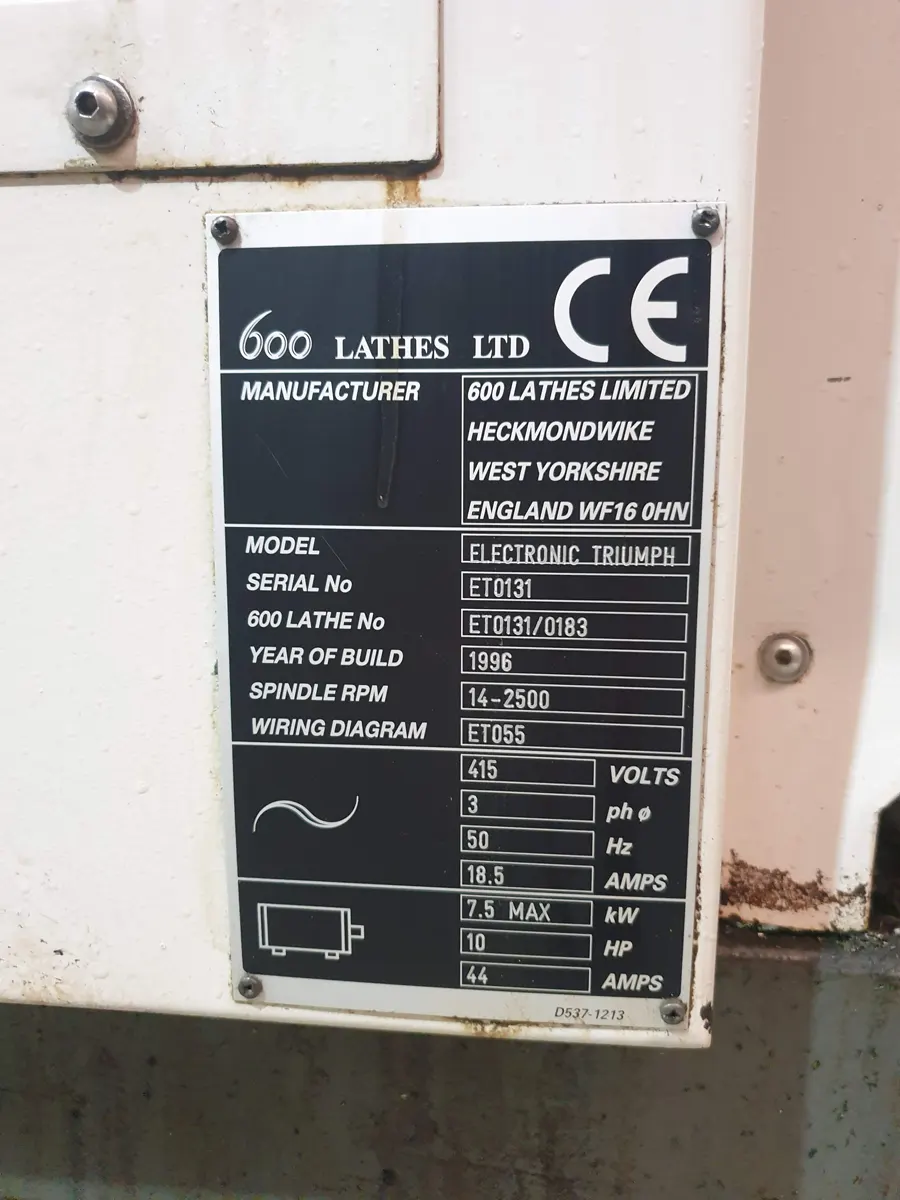 600 LATHES LTD CE
MANUFACTURER 600 LATHES LIMITED
HECKMONDWIKE
WEST YORKSHIRE
ENGLAND WF16 0HN
MODEL ELECTRONIC TRIUMPH
SERIAL No ET0131
600 LATHE No ET0131/0183
YEAR OF BUILD 1996
SPINDLE RPM 14-2500
WIRING DIAGRAM ET055
415 VOLTS
3 ph ø
50 Hz
18.5 AMPS
7.5 MAX kW
10 HP
44 AMPS
D537-1213